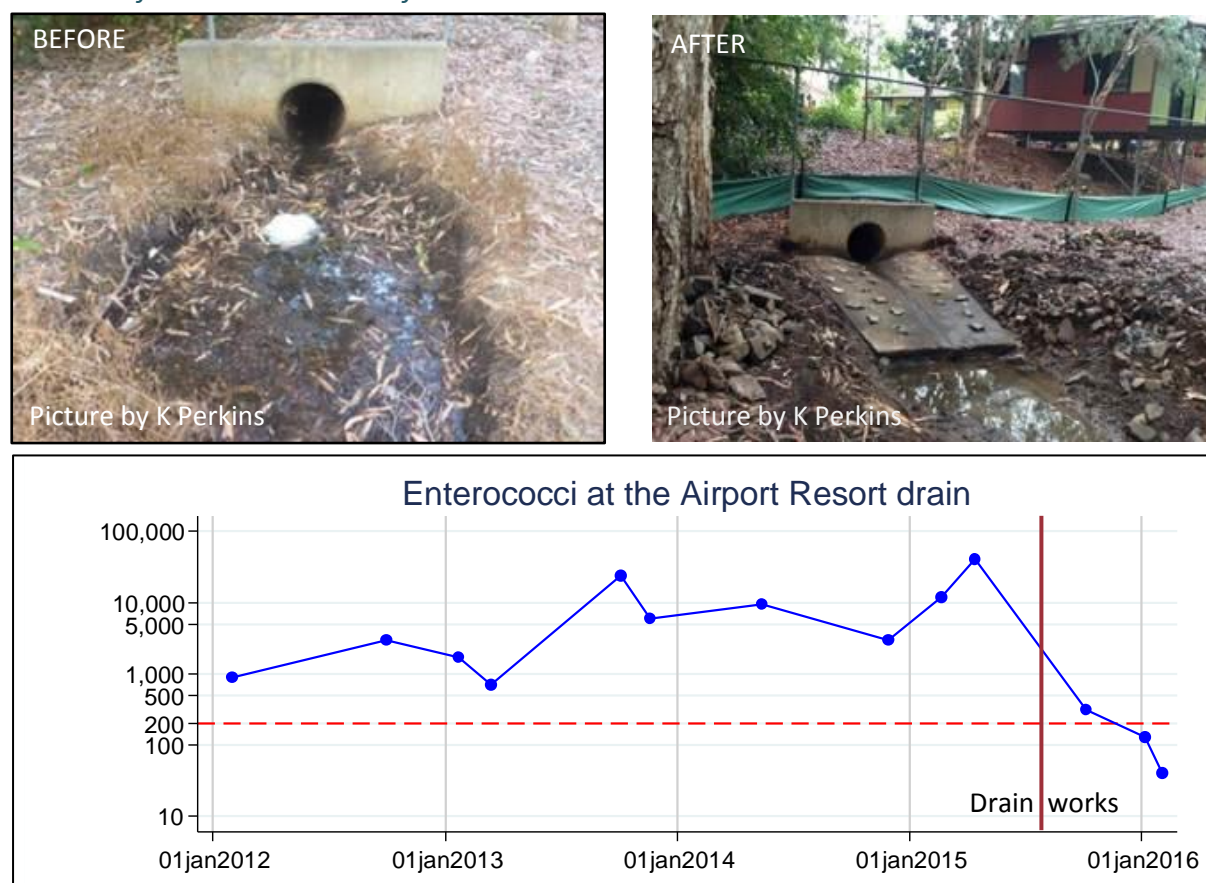 BEFORE
Picture by K Perkins
AFTER
Picture by K Perkins
Enterococci at the Airport Resort drain
100,000
10,000
5,000
1,000
500
200
100
10
Drain works
01jan2012
01jan2013
01jan2014
01jan2015
01jan2016